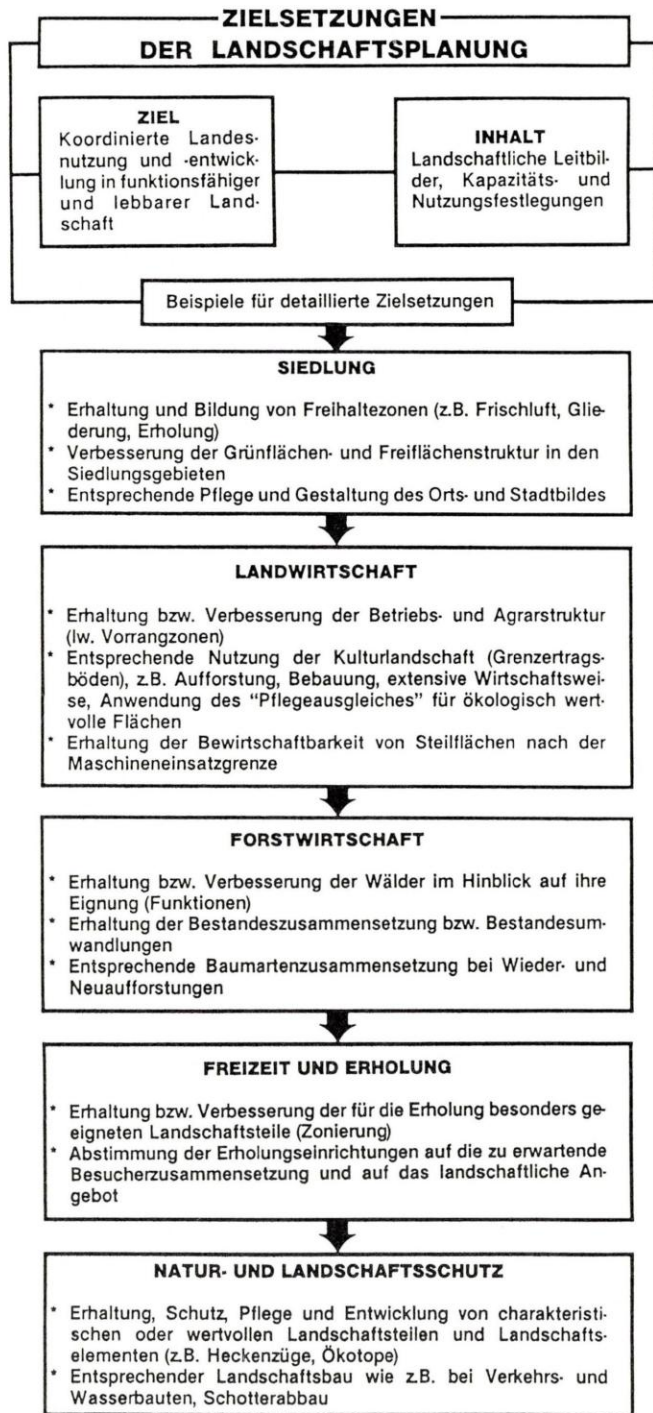 ZIELSETZUNGEN
DER LANDSCHAFTSPLANUNG
ZIEL
Koordinierte Landes-
nutzung und -entwick-
lung in funktionsfähiger
und lebbarer Land-
schaft
INHALT
Landschaftliche Leitbil-
der, Kapazitäts- und
Nutzungsfestlegungen
Beispiele für detaillierte Zielsetzungen
SIEDLUNG
* Erhaltung und Bildung von Freihaltezonen (z.B. Frischluft, Glie-
derung, Erholung)
* Verbesserung der Grünflächen- und Freiflächenstruktur in den
Siedlungsgebieten
* Entsprechende Pflege und Gestaltung des Orts- und Stadtbildes
LANDWIRTSCHAFT
* Erhaltung bzw. Verbesserung der Betriebs- und Agrarstruktur
(lw. Vorrangzonen)
* Entsprechende Nutzung der Kulturlandschaft (Grenzertrags-
böden), z.B. Aufforstung, Bebauung, extensive Wirtschaftswei-
se, Anwendung des "Pflegeausgleiches" für ökologisch wert-
volle Flächen
* Erhaltung der Bewirtschaftbarkeit von Steilflächen nach der
Maschineneinsatzgrenze
FORSTWIRTSCHAFT
* Erhaltung bzw. Verbesserung der Wälder im Hinblick auf ihre
Eignung (Funktionen)
* Erhaltung der Bestandeszusammensetzung bzw. Bestandesum-
wandlungen
* Entsprechende Baumartenzusammensetzung bei Wieder- und
Neuaufforstungen
FREIZEIT UND ERHOLUNG
* Erhaltung bzw. Verbesserung der für die Erholung besonders ge-
eigneten Landschaftsteile (Zonierung)
* Abstimmung der Erholungseinrichtungen auf die zu erwartende
Besucherzusammensetzung und auf das landschaftliche An-
gebot
NATUR- UND LANDSCHAFTSSCHUTZ
* Erhaltung, Schutz, Pflege und Entwicklung von charakteristi-
schen oder wertvollen Landschaftsteilen und Landschafts-
elementen (z.B. Heckenzüge, Ökotope)
* Entsprechender Landschaftsbau wie z.B. bei Verkehrs- und
Wasserbauten, Schotterabbau